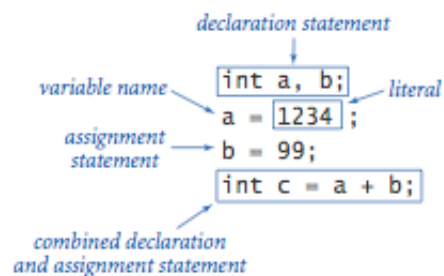 declaration statement
int a, b;
variable name
literal
a = 1234 ;
assignment
statement
b = 99;
int c = a + b;
combined declaration
and assignment statement